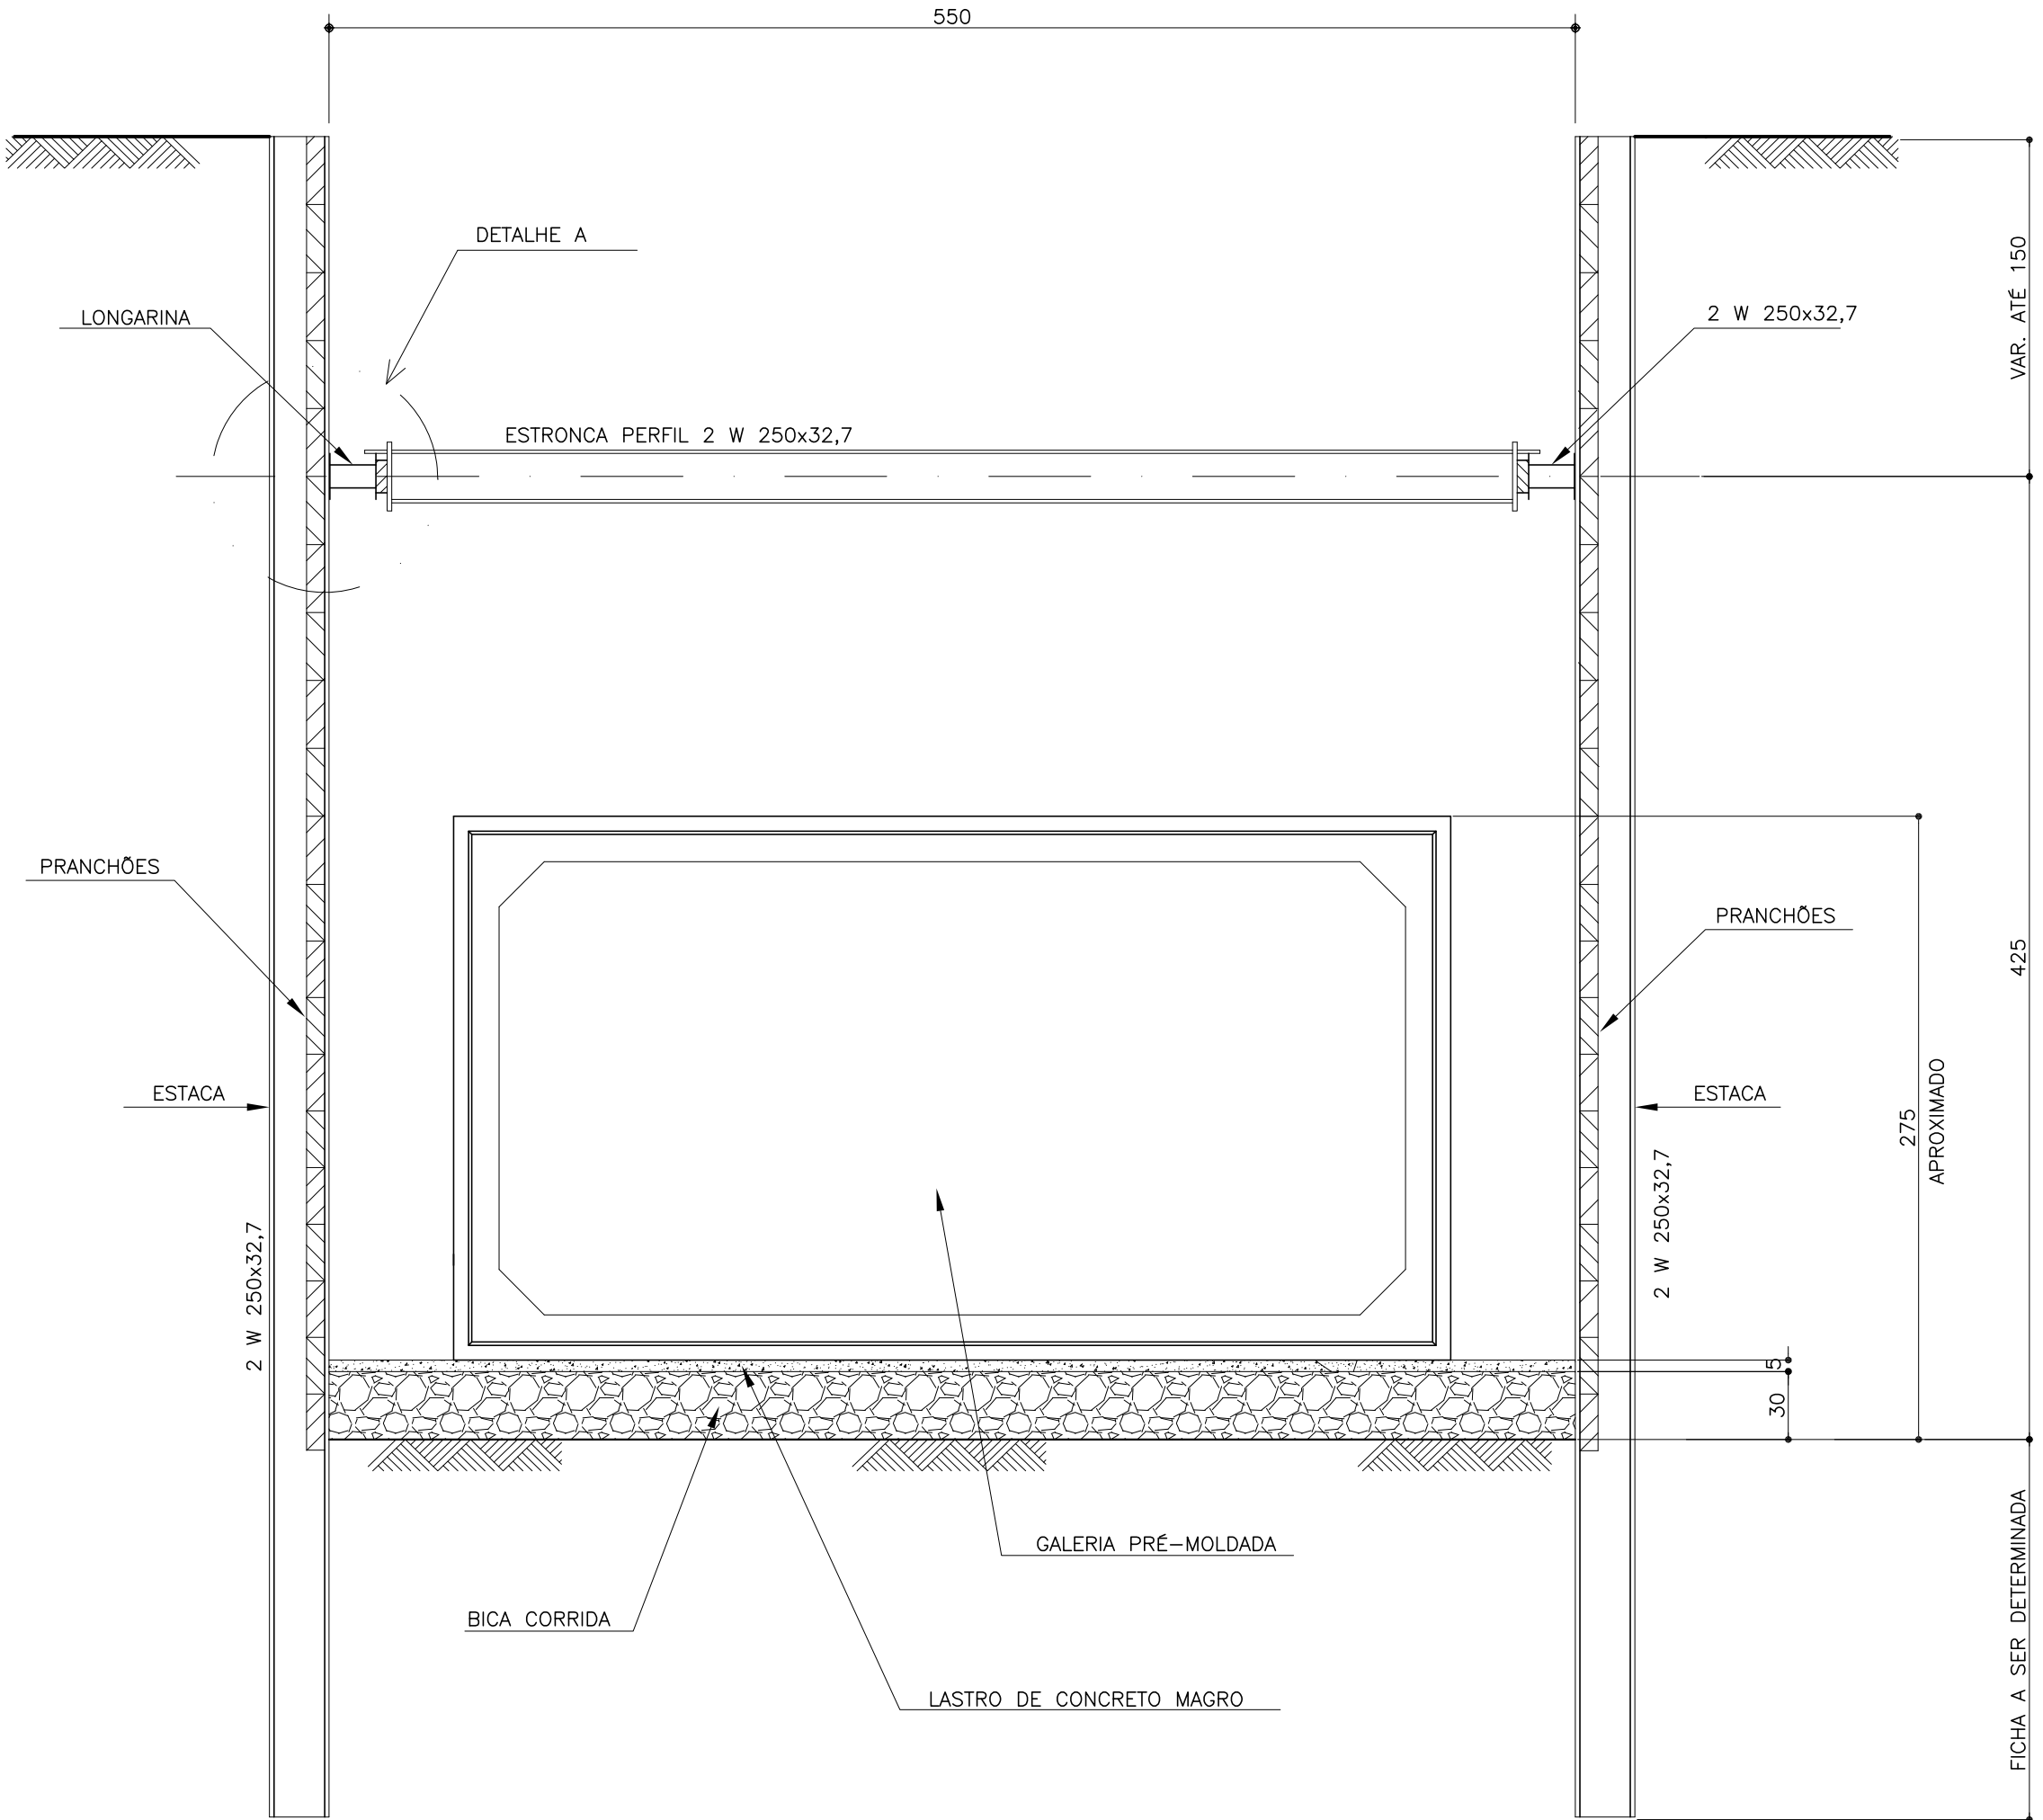 550
DETALHE A
LONGARINA
2 W 250x32,7
VAR. ATÉ 150
ESTRONCA PERFIL 2 W 250x32,7
PRANCHÕES
PRANCHÕES
425
ESTACA
ESTACA
275
APROXIMADO
2 W 250x32,7
2 W 250x32,7
5
30
GALERIA PRÉ-MOLDADA
BICA CORRIDA
LASTRO DE CONCRETO MAGRO
FICHA A SER DETERMINADA